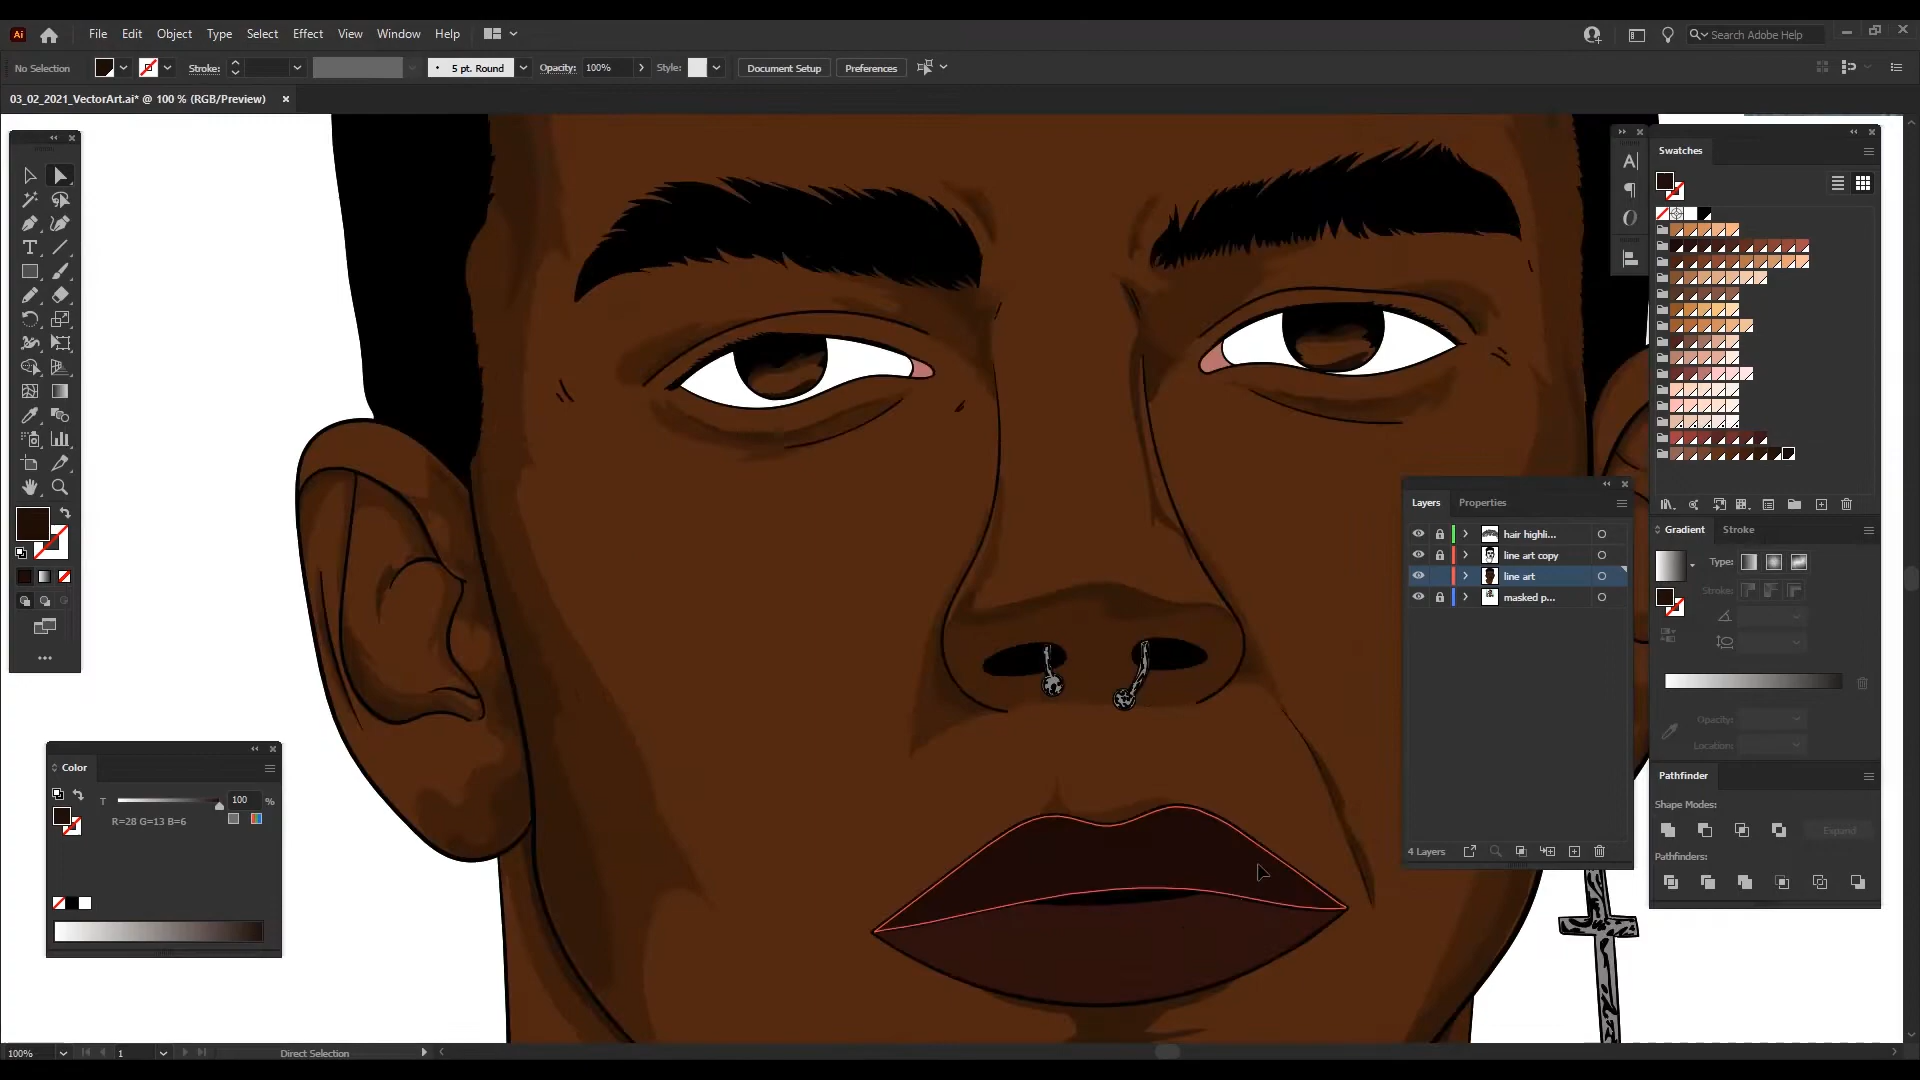 Ai File Edit Object Type Select Effect View Window Help Search Adobe Help
No Selection Stroke: 5 pt. Round Opacity: 100% Style: Document Setup Preferences
03_02_2021_VectorArt.ai* @ 100 % (RGB/Preview)
Swatches
Layers Properties
hair highli...
line art copy
line art
masked p...
4 Layers
Gradient Stroke
Type:
Stroke:
Opacity:
Location:
Pathfinder
Shape Modes:
Expand
Pathfinders:
Color
T 100 %
R=28 G=13 B=6
100% 1 Direct Selection